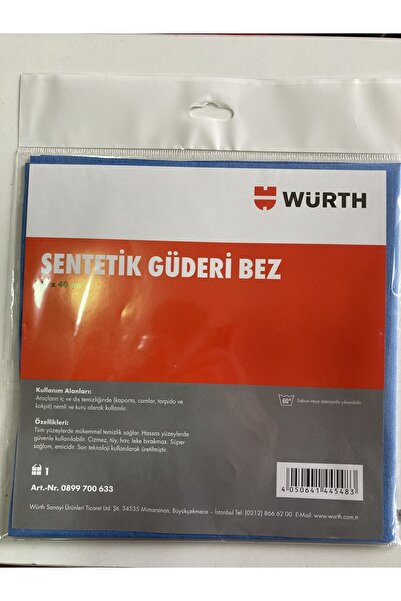 WÜRTH
SENTETİK GÜDERİ BEZ
x 40
Kullanım Alanları:
Araçların iç ve dış temizliğinde (kaporta, camlar, torpido ve
kokpit) nemli ve kuru olarak kullanılır.
60°
Sabun veya deterjanla yıkanabilir.
Özellikleri:
Tüm yüzeylerde mükemmel temizlik sağlar. Hassas yüzeylerde
güvenle kullanılabilir. Çizmez, tüy, hav, leke bırakmaz. Süper
sağlam, emicidir. Son teknoloji kullanılarak üretilmiştir.
1
Art.-Nr. 0899 700 633
4 050641 445483
Würth Sanayi Ürünleri Ticaret Ltd. Şti. 34535 Mimarsinan, Büyükçekmece – İstanbul Tel. (0212) 866 62 00 E-Mail: www.wurth.com.tr